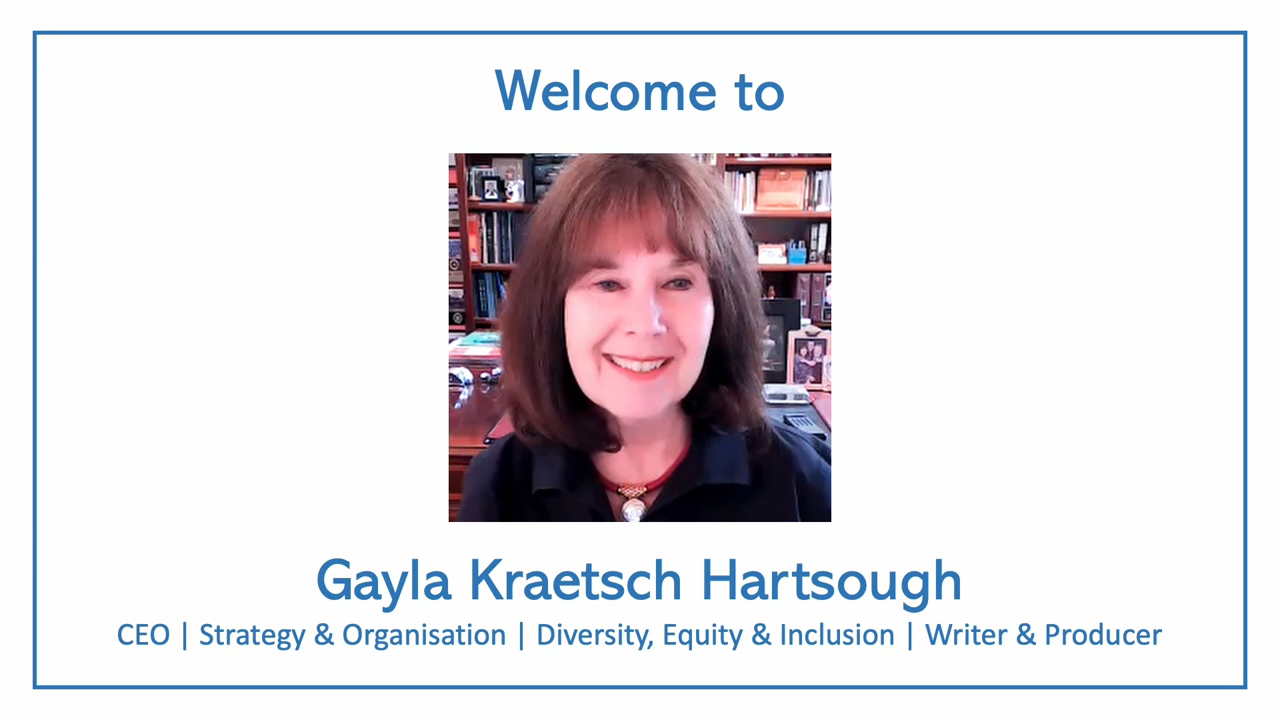 Welcome to
Gayla Kraetsch Hartsough
CEO | Strategy & Organisation | Diversity, Equity & Inclusion | Writer & Producer